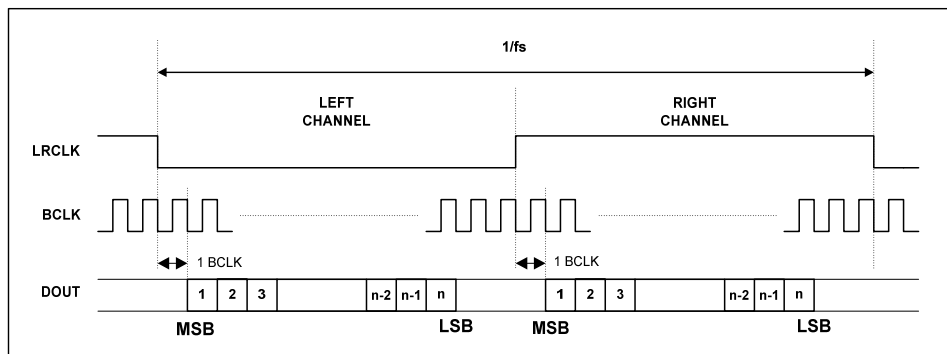 1/fs
LEFT
CHANNEL
RIGHT
CHANNEL
LRCLK
BCLK
1 BCLK
1 BCLK
DOUT
1 2 3 n-2 n-1 n 1 2 3 n-2 n-1 n
MSB LSB MSB LSB